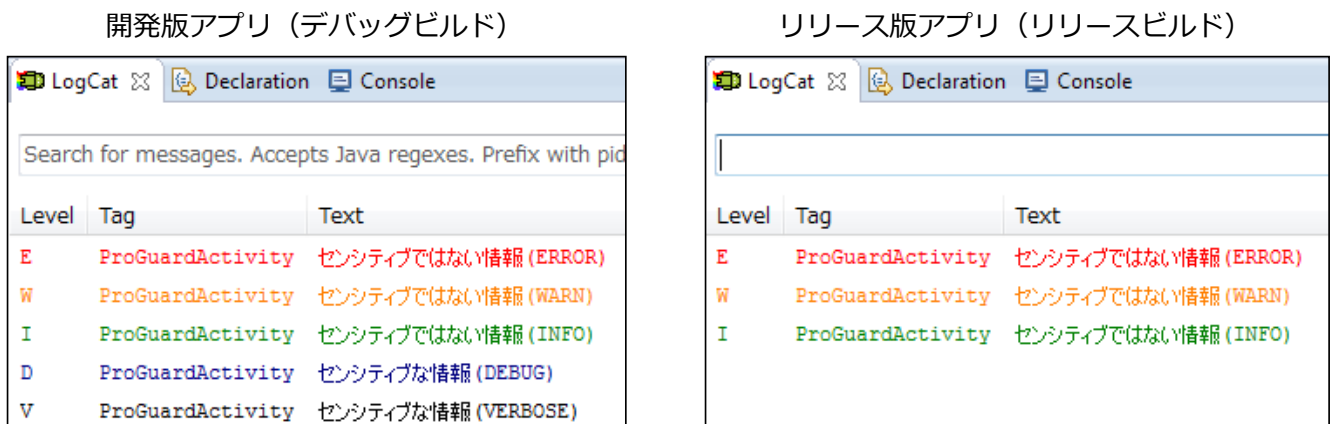 開発版アプリ（デバッグビルド）
LogCat Declaration Console
Search for messages. Accepts Java regexes. Prefix with pid
Level Tag Text
E ProGuardActivity センシティブではない情報(ERROR)
W ProGuardActivity センシティブではない情報(WARN)
I ProGuardActivity センシティブではない情報(INFO)
D ProGuardActivity センシティブな情報(DEBUG)
V ProGuardActivity センシティブな情報(VERBOSE)
リリース版アプリ（リリースビルド）
LogCat Declaration Console
Level Tag Text
E ProGuardActivity センシティブではない情報(ERROR)
W ProGuardActivity センシティブではない情報(WARN)
I ProGuardActivity センシティブではない情報(INFO)